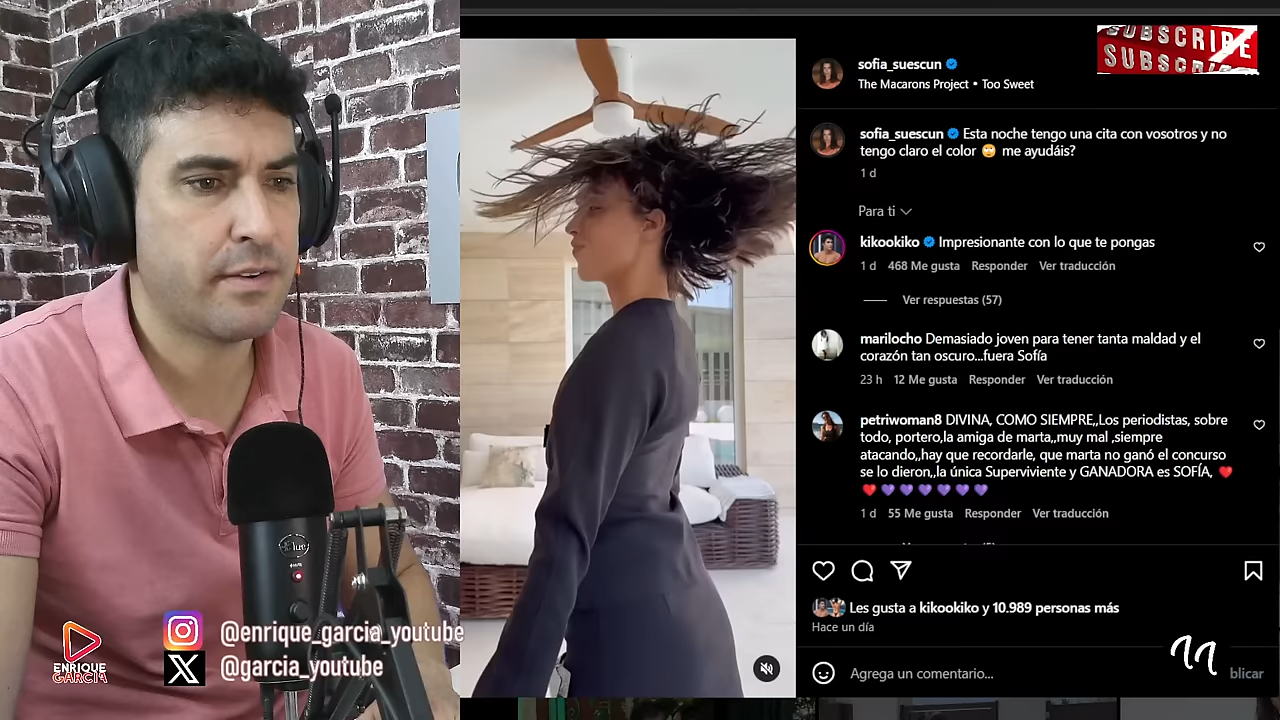 SUBSCRIBE
SUBSCRIBE
sofia_suescun
The Macarons Project • Too Sweet
sofia_suescun Esta noche tengo una cita con vosotros y no
tengo claro el color 🙄 me ayudáis?
1 d
Para ti
kikookiko Impresionante con lo que te pongas
1 d 468 Me gusta Responder Ver traducción
Ver respuestas (57)
marilocho Demasiado joven para tener tanta maldad y el
corazón tan oscuro...fuera Sofía
23 h 12 Me gusta Responder Ver traducción
petriwoman8 DIVINA, COMO SIEMPRE,,Los periodistas, sobre
todo, portero,la amiga de marta,,muy mal ,siempre
atacando,,hay que recordarle, que marta no ganó el concurso
se lo dieron,,la única Superviviente y GANADORA es SOFÍA, ❤️
❤️💜💜💜💜💜💜
1 d 55 Me gusta Responder Ver traducción
Les gusta a kikookiko y 10.989 personas más
Hace un día
Agrega un comentario...
blicar
blue
ENRIQUE
GARCIA
@enrique_garcia_youtube
@garcia_youtube